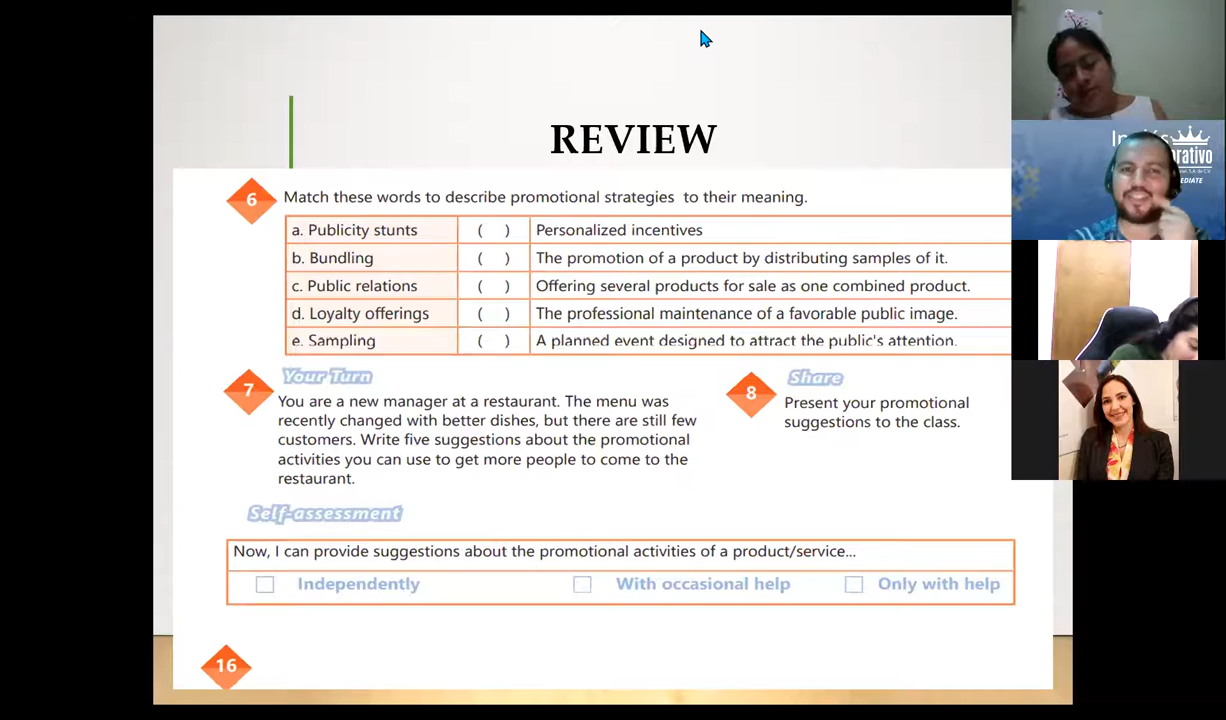 REVIEW
6
Match these words to describe promotional strategies to their meaning.
a. Publicity stunts ( ) Personalized incentives
b. Bundling ( ) The promotion of a product by distributing samples of it.
c. Public relations ( ) Offering several products for sale as one combined product.
d. Loyalty offerings ( ) The professional maintenance of a favorable public image.
e. Sampling ( ) A planned event designed to attract the public's attention.
7
Your Turn
You are a new manager at a restaurant. The menu was
recently changed with better dishes, but there are still few
customers. Write five suggestions about the promotional
activities you can use to get more people to come to the
restaurant.
8
Share
Present your promotional
suggestions to the class.
Self-assessment
Now, I can provide suggestions about the promotional activities of a product/service...
Independently With occasional help Only with help
16